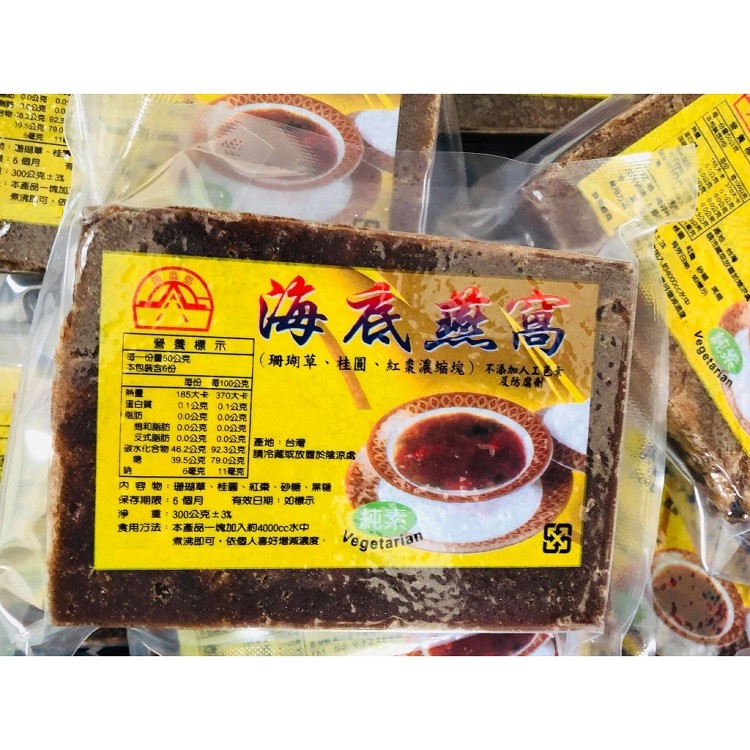 海底燕窩
(珊瑚草、桂圓、紅棗濃縮塊)
不添加人工色素
及防腐劑
營養標示
每一份量50公克
本包裝含6份
每份 每100公克
熱量 185大卡 370大卡
蛋白質 0.1公克 0.1公克
脂肪 0.0公克 0.0公克
飽和脂肪 0.0公克 0.0公克
反式脂肪 0.0公克 0.0公克
碳水化合物 46.2公克 92.3公克
糖 39.5公克 79.0公克
鈉 6毫克 11毫克
產地：台灣
請冷藏或放置於陰涼處
內容物：珊瑚草、桂圓、紅棗、砂糖、黑糖
保存期限：6個月 有效日期：如標示
淨重：300公克±3%
食用方法：本產品一塊加入約4000cc水中
煮沸即可，依個人喜好增減濃度。
純素
Vegetarian
純素
Vegetarian